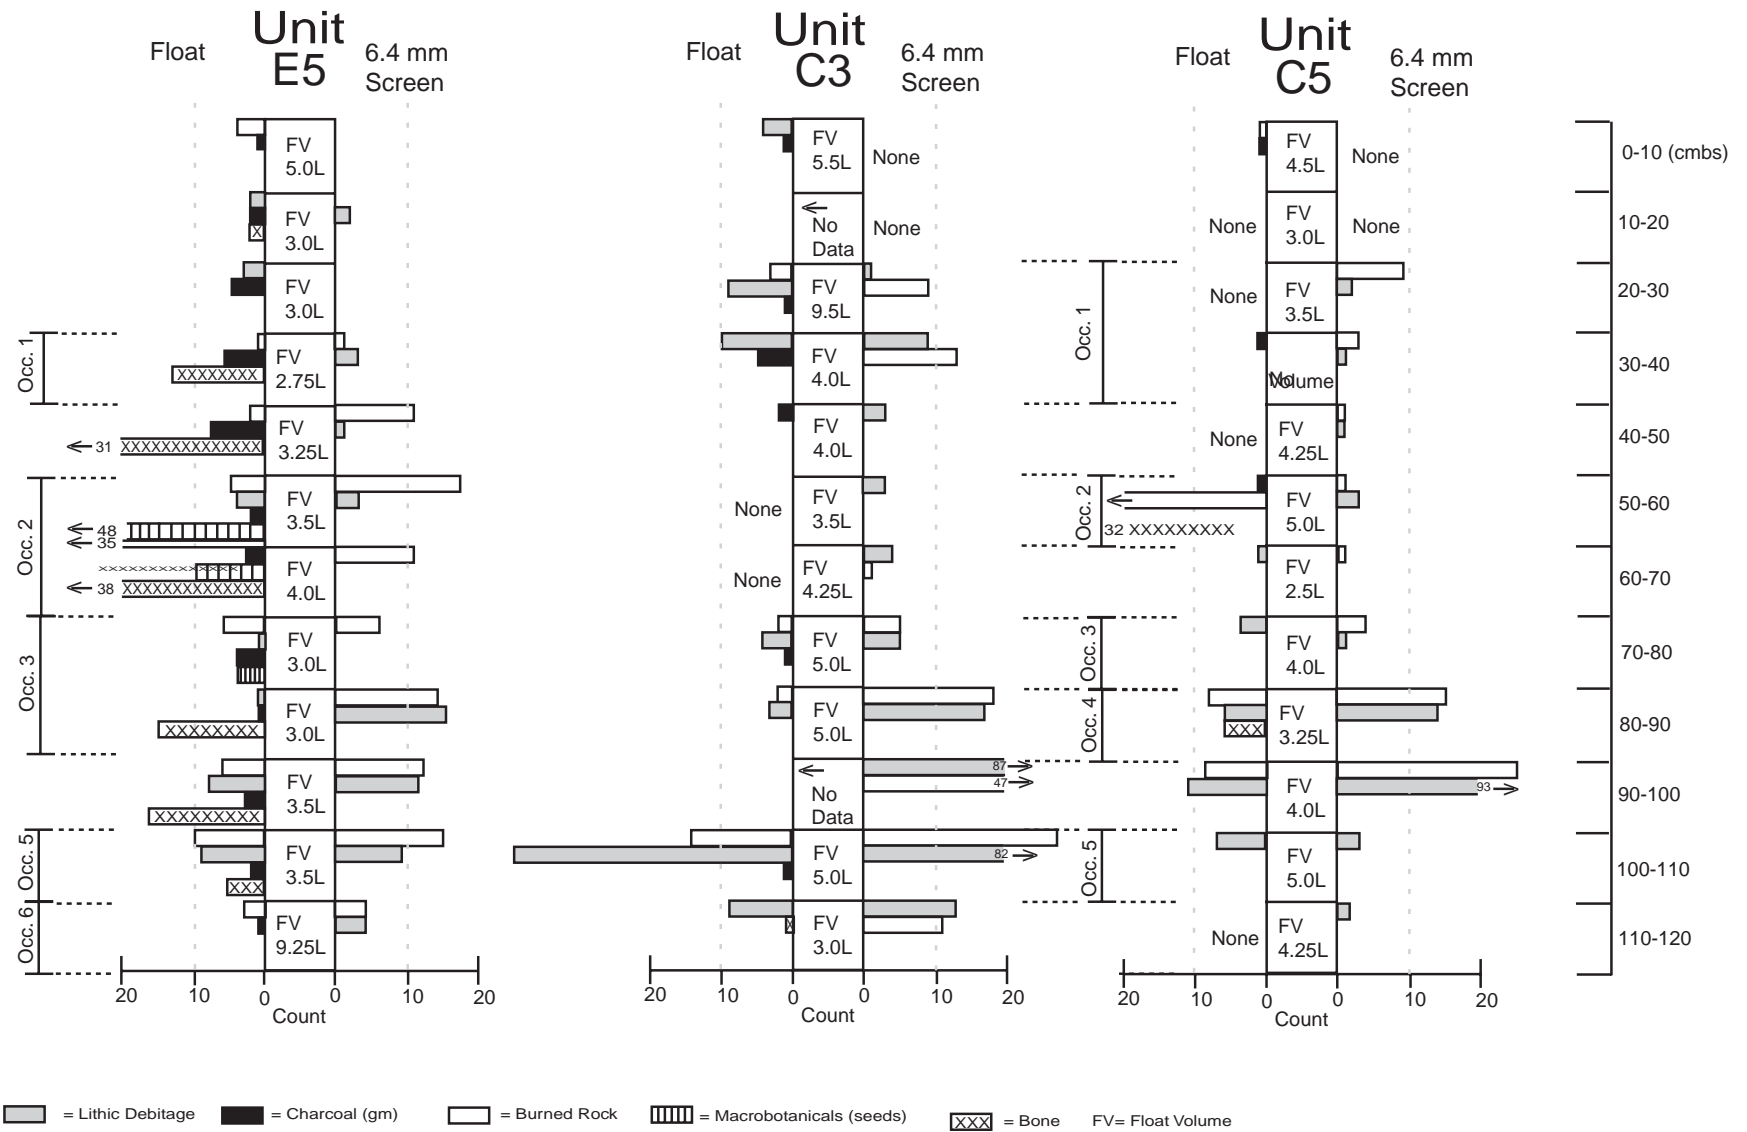 Unit
E5
Float
6.4 mm
Screen
FV
5.0L
FV
3.0L
X
FV
3.0L
Occ. 1
FV
2.75L
XXXXXXXX
FV
3.25L
31
XXXXXXXXXXXXXX
Occ. 2
FV
3.5L
48
35
FV
4.0L
38
XXXXXXXXXXXXXX
Occ. 3
FV
3.0L
FV
3.0L
XXXXXXXX
FV
3.5L
XXXXXXXXX
Occ. 5
FV
3.5L
XXX
Occ. 6
FV
9.25L
20 10 0 0 10 20
Count
Unit
C3
Float
6.4 mm
Screen
FV
5.5L
None
No
Data
None
FV
9.5L
FV
4.0L
FV
4.0L
None
FV
3.5L
None
FV
4.25L
FV
5.0L
FV
5.0L
No
Data
87
47
FV
5.0L
82
FV
3.0L
X
20 10 0 0 10 20
Count
Unit
C5
Float
6.4 mm
Screen
FV
4.5L
None
None
FV
3.0L
None
Occ. 1
None
FV
3.5L
No
Volume
None
FV
4.25L
Occ. 2
FV
5.0L
32 XXXXXXXXX
FV
2.5L
Occ. 3
FV
4.0L
Occ. 4
FV
3.25L
XXX
FV
4.0L
93
Occ. 5
FV
5.0L
None
FV
4.25L
20 10 0 0 10 20
Count
0-10 (cmbs)
10-20
20-30
30-40
40-50
50-60
60-70
70-80
80-90
90-100
100-110
110-120
= Lithic Debitage
= Charcoal (gm)
= Burned Rock
= Macrobotanicals (seeds)
XXX = Bone
FV= Float Volume